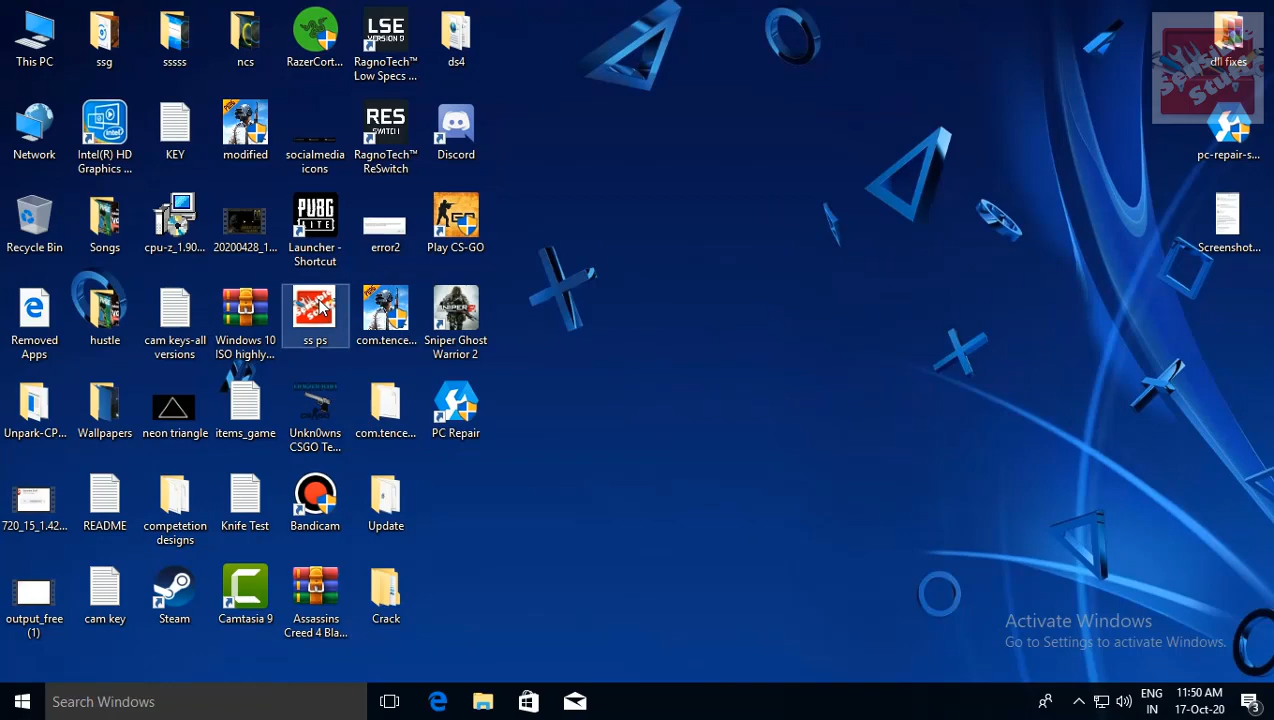 This PC
ssg
sssss
ncs
RazerCort...
RagnoTech™
Low Specs ...
ds4
dll fixes
LSE
RES
SWITCH
Network
Intel(R) HD
Graphics ...
KEY
modified
socialmedia
icons
RagnoTech™
ReSwitch
Discord
pc-repair-s...
PUBG
LITE
GO
Recycle Bin
Songs
cpu-z_1.90...
20200428_1...
Launcher -
Shortcut
error2
Play CS-GO
Screenshot...
Removed
Apps
hustle
cam keys-all
versions
Windows 10
ISO highly...
ss ps
com.tence...
Sniper Ghost
Warrior 2
Unpark-CP...
Wallpapers
neon triangle
items_game
Unkn0wns
CSGO Te...
com.tence...
PC Repair
720_15_1.42...
README
competetion
designs
Knife Test
Bandicam
Update
output_free
(1)
cam key
Steam
Camtasia 9
Assassins
Creed 4 Bla...
Crack
Activate Windows
Go to Settings to activate Windows.
Search Windows
ENG
IN
11:50 AM
17-Oct-20
3